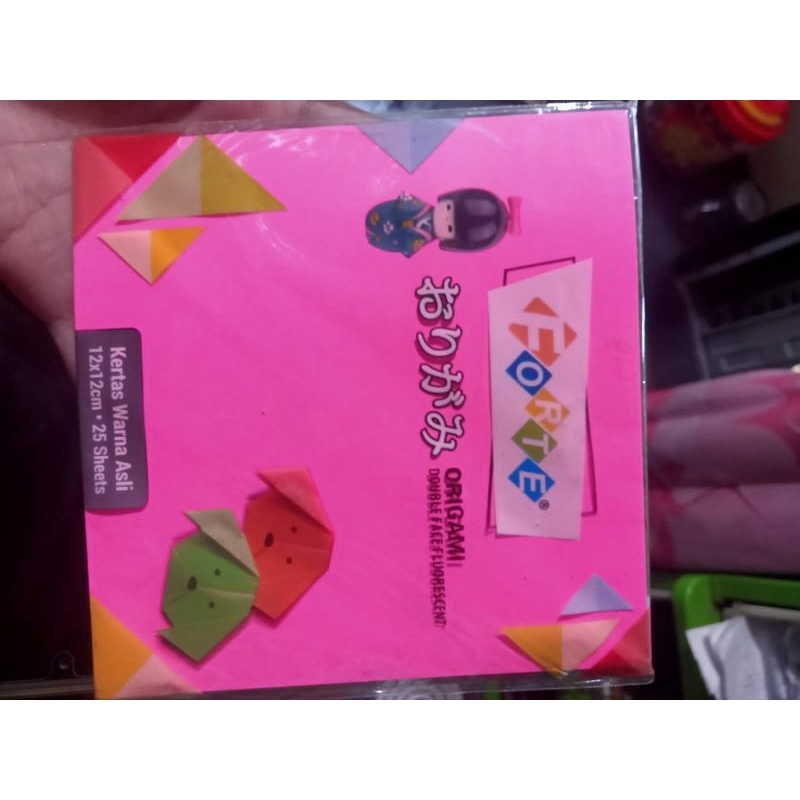 FORTE®
おりがみ
ORIGAMI
DOUBLE FACE FLUORESCENT
Kertas Warna Asli
12x12cm • 25 Sheets